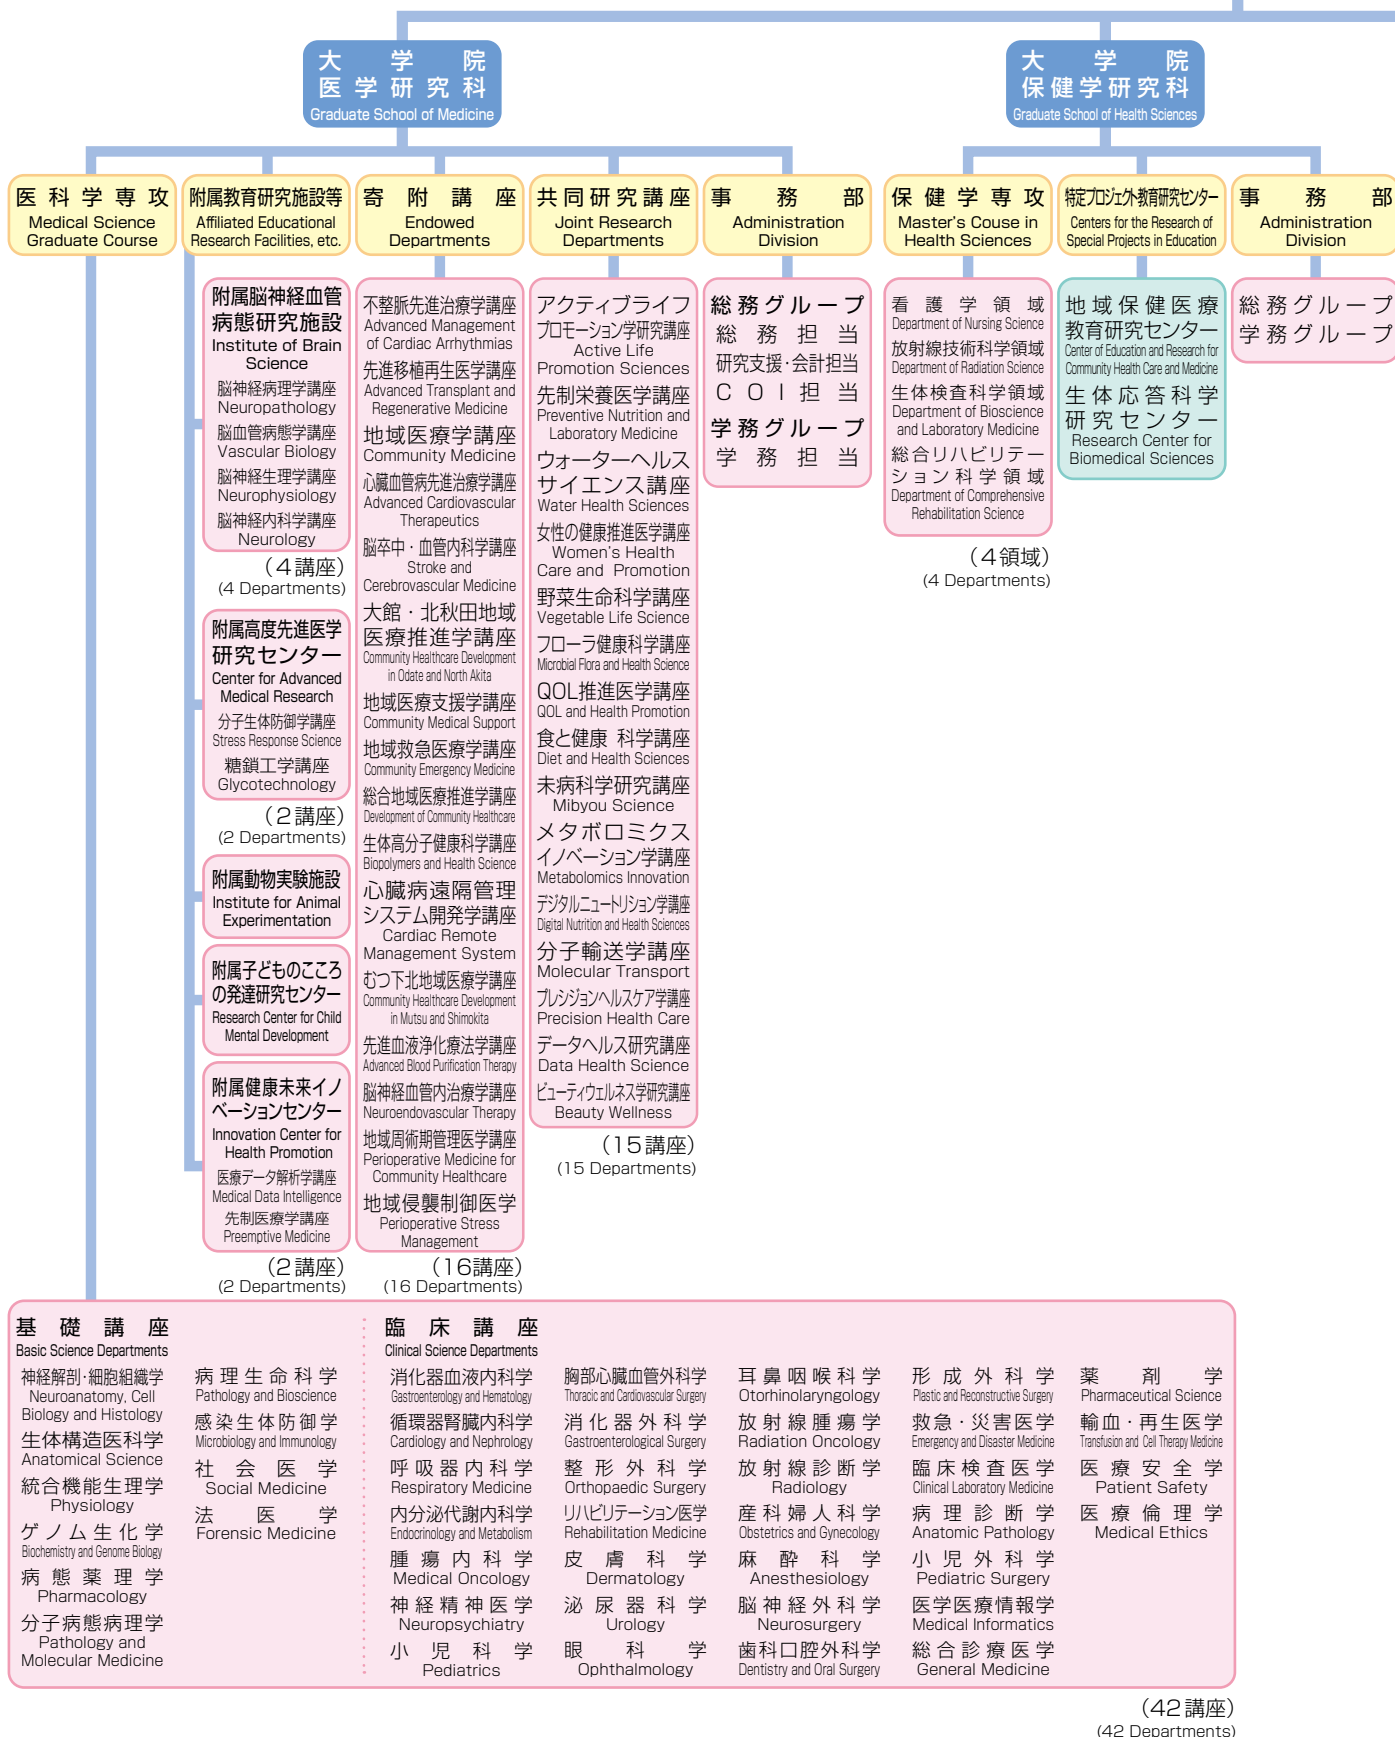 大学院
医学研究科
Graduate School of Medicine
大学院
保健学研究科
Graduate School of Health Sciences
医科学専攻
Medical Science
Graduate Course
附属教育研究施設等
Affiliated Educational
Research Facilities, etc.
寄附講座
Endowed
Departments
共同研究講座
Joint Research
Departments
事務部
Administration
Division
保健学専攻
Master's Couse in
Health Sciences
特定プロジェクト教育研究センター
Centers for the Research of
Special Projects in Education
事務部
Administration
Division
附属脳神経血管
病態研究施設
Institute of Brain
Science
脳神経病理学講座
Neuropathology
脳血管病態学講座
Vascular Biology
脳神経生理学講座
Neurophysiology
脳神経内科学講座
Neurology
(4講座)
(4 Departments)
附属高度先進医学
研究センター
Center for Advanced
Medical Research
分子生体防御学講座
Stress Response Science
糖鎖工学講座
Glycotechnology
(2講座)
(2 Departments)
附属動物実験施設
Institute for Animal
Experimentation
附属子どものこころ
の発達研究センター
Research Center for Child
Mental Development
附属健康未来イノ
ベーションセンター
Innovation Center for
Health Promotion
医療データ解析学講座
Medical Data Intelligence
先制医療学講座
Preemptive Medicine
(2講座)
(2 Departments)
不整脈先進治療学講座
Advanced Management
of Cardiac Arrhythmias
先進移植再生医学講座
Advanced Transplant and
Regenerative Medicine
地域医療学講座
Community Medicine
心臓血管病先進治療学講座
Advanced Cardiovascular
Therapeutics
脳卒中・血管内科学講座
Stroke and
Cerebrovascular Medicine
大館・北秋田地域
医療推進学講座
Community Healthcare Development
in Odate and North Akita
地域医療支援学講座
Community Medical Support
地域救急医療学講座
Community Emergency Medicine
総合地域医療推進学講座
Development of Community Healthcare
生体高分子健康科学講座
Biopolymers and Health Science
心臓病遠隔管理
システム開発学講座
Cardiac Remote
Management System
むつ下北地域医療学講座
Community Healthcare Development
in Mutsu and Shimokita
先進血液浄化療法学講座
Advanced Blood Purification Therapy
脳神経血管内治療学講座
Neuroendovascular Therapy
地域周術期管理医学講座
Perioperative Medicine for
Community Healthcare
地域侵襲制御医学
Perioperative Stress
Management
(16講座)
(16 Departments)
アクティブライフ
プロモーション学研究講座
Active Life
Promotion Sciences
先制栄養医学講座
Preventive Nutrition and
Laboratory Medicine
ウォーターヘルス
サイエンス講座
Water Health Sciences
女性の健康推進医学講座
Women's Health
Care and Promotion
野菜生命科学講座
Vegetable Life Science
フローラ健康科学講座
Microbial Flora and Health Science
QOL推進医学講座
QOL and Health Promotion
食と健康 科学講座
Diet and Health Sciences
未病科学研究講座
Mibyou Science
メタボロミクス
イノベーション学講座
Metabolomics Innovation
デジタルニュートリション学講座
Digital Nutrition and Health Sciences
分子輸送学講座
Molecular Transport
プレシジョンヘルスケア学講座
Precision Health Care
データヘルス研究講座
Data Health Science
ビューティウェルネス学研究講座
Beauty Wellness
(15講座)
(15 Departments)
総務グループ
総務担当
研究支援・会計担当
COI担当
学務グループ
学務担当
看護学領域
Department of Nursing Science
放射線技術科学領域
Department of Radiation Science
生体検査科学領域
Department of Bioscience
and Laboratory Medicine
総合リハビリテー
ション科学領域
Department of Comprehensive
Rehabilitation Science
(4領域)
(4 Departments)
地域保健医療
教育研究センター
Center of Education and Research for
Community Health Care and Medicine
生体応答科学
研究センター
Research Center for
Biomedical Sciences
総務グループ
学務グループ
基礎講座
Basic Science Departments
神経解剖・細胞組織学
Neuroanatomy, Cell
Biology and Histology
生体構造医科学
Anatomical Science
統合機能生理学
Physiology
ゲノム生化学
Biochemistry and Genome Biology
病態薬理学
Pharmacology
分子病態病理学
Pathology and
Molecular Medicine
病理生命科学
Pathology and Bioscience
感染生体防御学
Microbiology and Immunology
社会医学
Social Medicine
法医学
Forensic Medicine
臨床講座
Clinical Science Departments
消化器血液内科学
Gastroenterology and Hematology
循環器腎臓内科学
Cardiology and Nephrology
呼吸器内科学
Respiratory Medicine
内分泌代謝内科学
Endocrinology and Metabolism
腫瘍内科学
Medical Oncology
神経精神医学
Neuropsychiatry
小児科学
Pediatrics
胸部心臓血管外科学
Thoracic and Cardiovascular Surgery
消化器外科学
Gastroenterological Surgery
整形外科学
Orthopaedic Surgery
リハビリテーション医学
Rehabilitation Medicine
皮膚科学
Dermatology
泌尿器科学
Urology
眼科学
Ophthalmology
耳鼻咽喉科学
Otorhinolaryngology
放射線腫瘍学
Radiation Oncology
放射線診断学
Radiology
産科婦人科学
Obstetrics and Gynecology
麻酔科学
Anesthesiology
脳神経外科学
Neurosurgery
歯科口腔外科学
Dentistry and Oral Surgery
形成外科学
Plastic and Reconstructive Surgery
救急・災害医学
Emergency and Disaster Medicine
臨床検査医学
Clinical Laboratory Medicine
病理診断学
Anatomic Pathology
小児外科学
Pediatric Surgery
医学医療情報学
Medical Informatics
総合診療医学
General Medicine
薬剤学
Pharmaceutical Science
輸血・再生医学
Transfusion and Cell Therapy Medicine
医療安全学
Patient Safety
医療倫理学
Medical Ethics
(42講座)
(42 Departments)